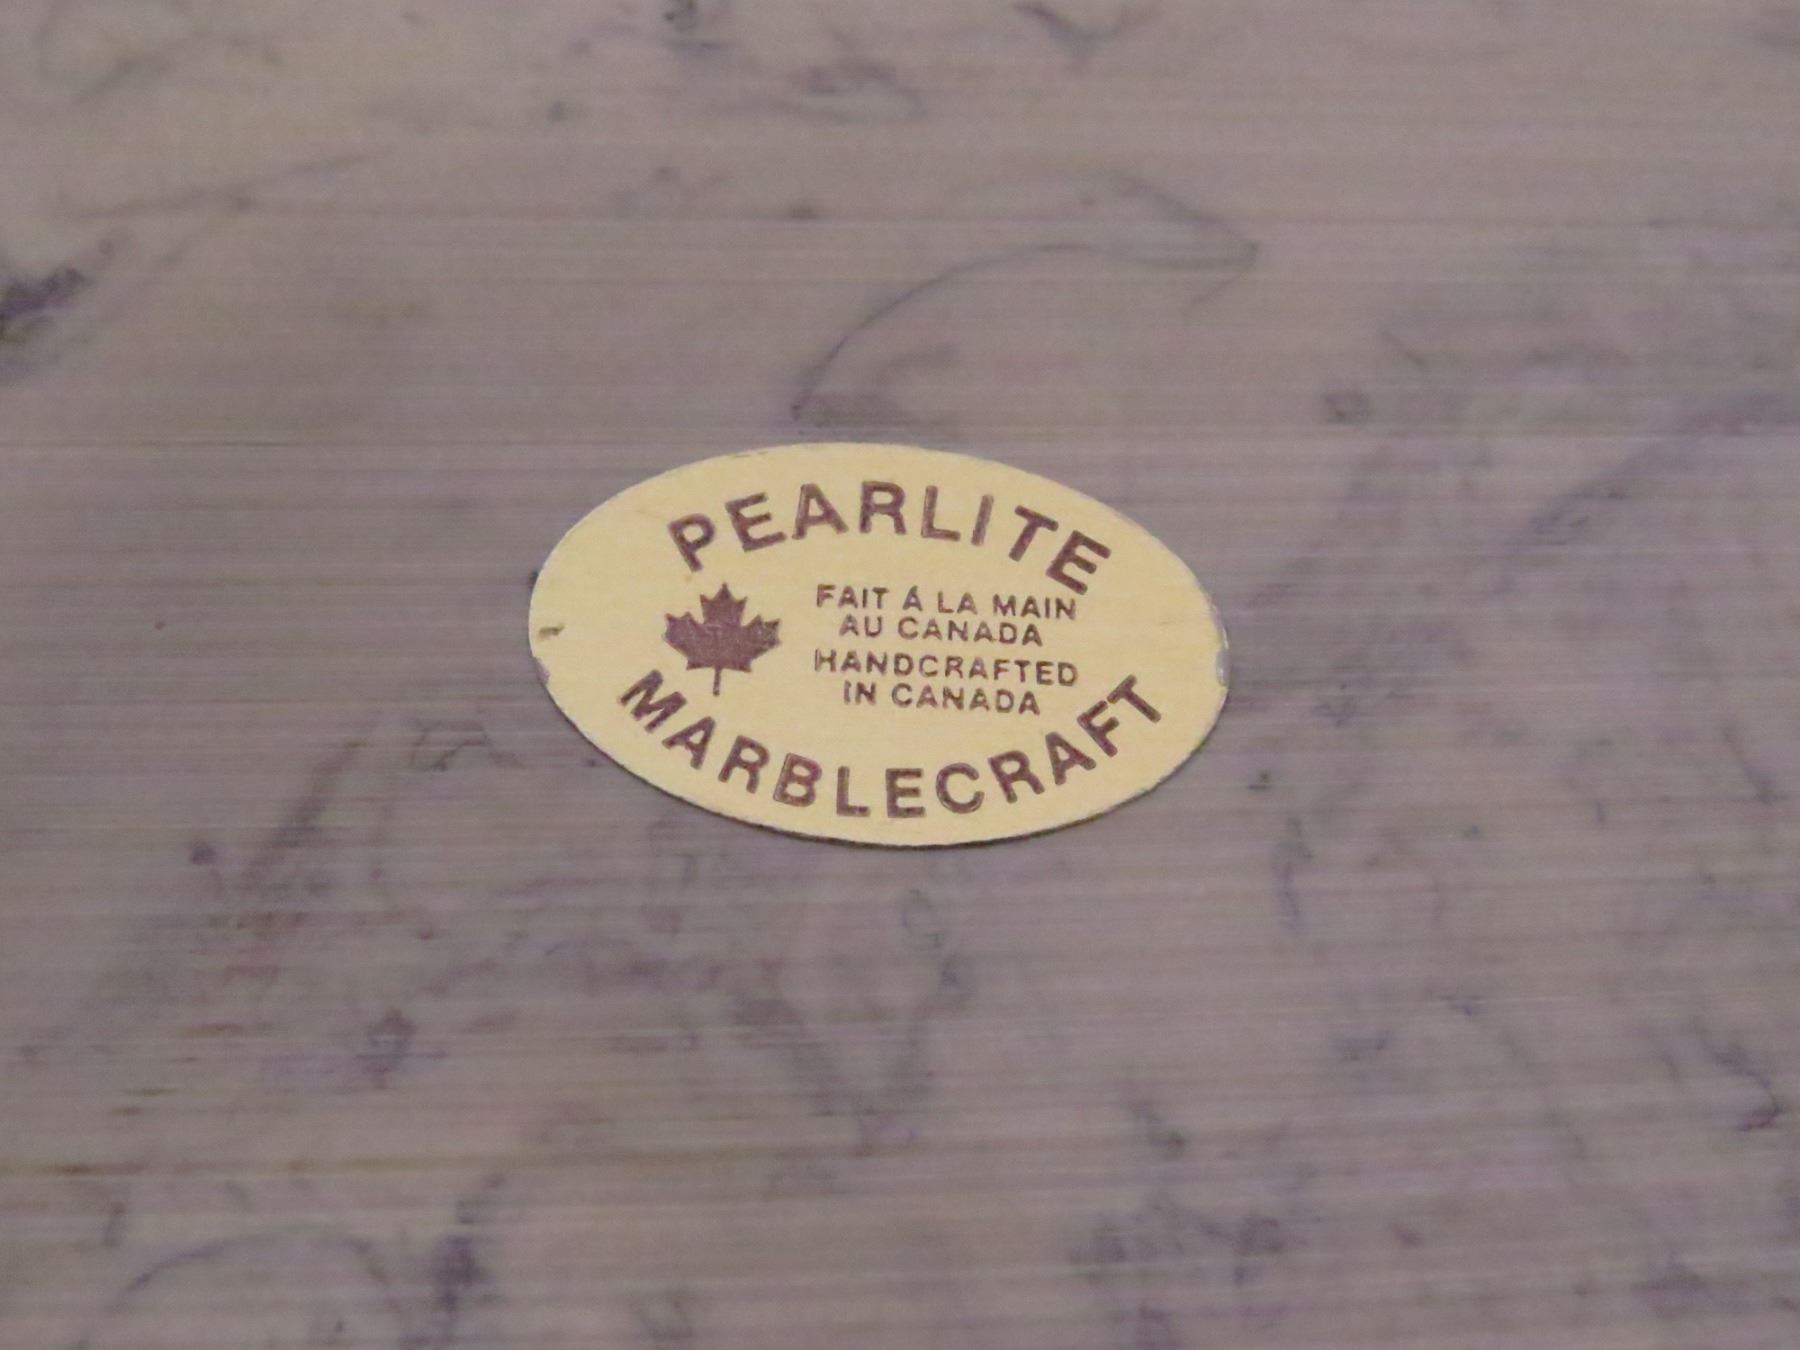 PEARLITE
FAIT Á LA MAIN
AU CANADA
HANDCRAFTED
IN CANADA
MARBLECRAFT